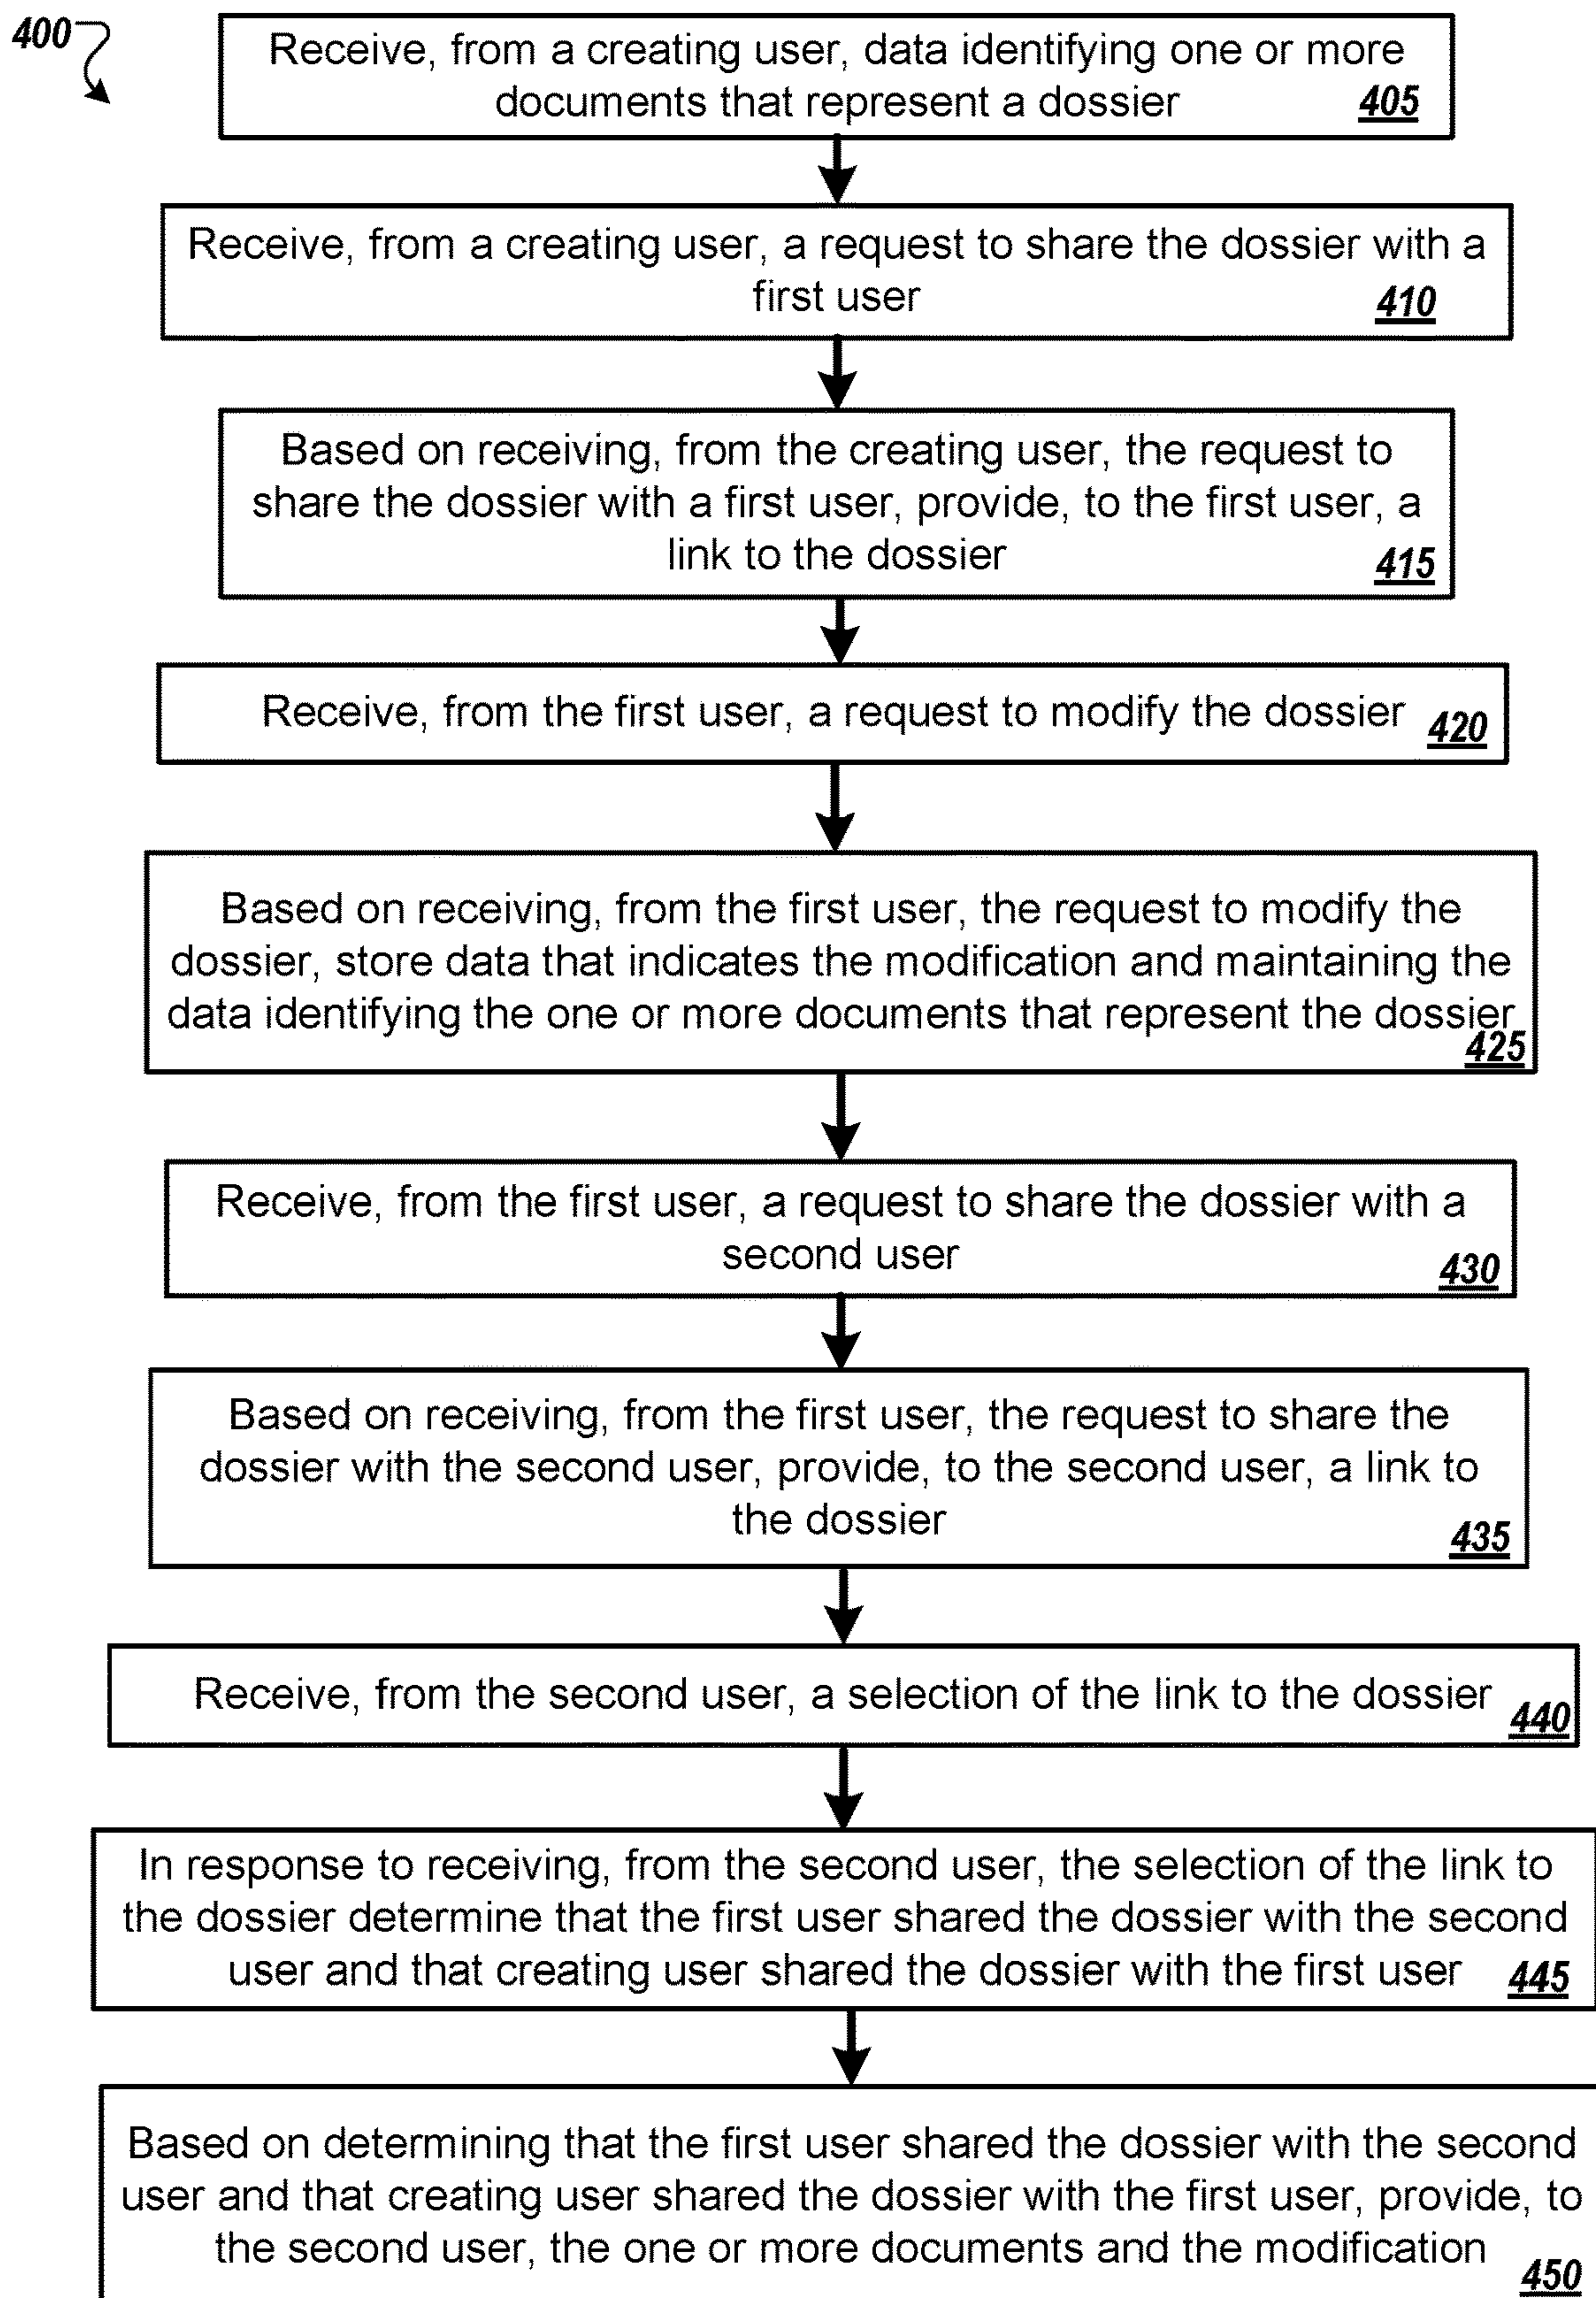 400
Receive, from a creating user, data identifying one or more
documents that represent a dossier 405
Receive, from a creating user, a request to share the dossier with a
first user 410
Based on receiving, from the creating user, the request to
share the dossier with a first user, provide, to the first user, a
link to the dossier 415
Receive, from the first user, a request to modify the dossier 420
Based on receiving, from the first user, the request to modify the
dossier, store data that indicates the modification and maintaining the
data identifying the one or more documents that represent the dossier
425
Receive, from the first user, a request to share the dossier with a
second user 430
Based on receiving, from the first user, the request to share the
dossier with the second user, provide, to the second user, a link to
the dossier 435
Receive, from the second user, a selection of the link to the dossier 440
In response to receiving, from the second user, the selection of the link to
the dossier determine that the first user shared the dossier with the second
user and that creating user shared the dossier with the first user 445
Based on determining that the first user shared the dossier with the second
user and that creating user shared the dossier with the first user, provide, to
the second user, the one or more documents and the modification 450